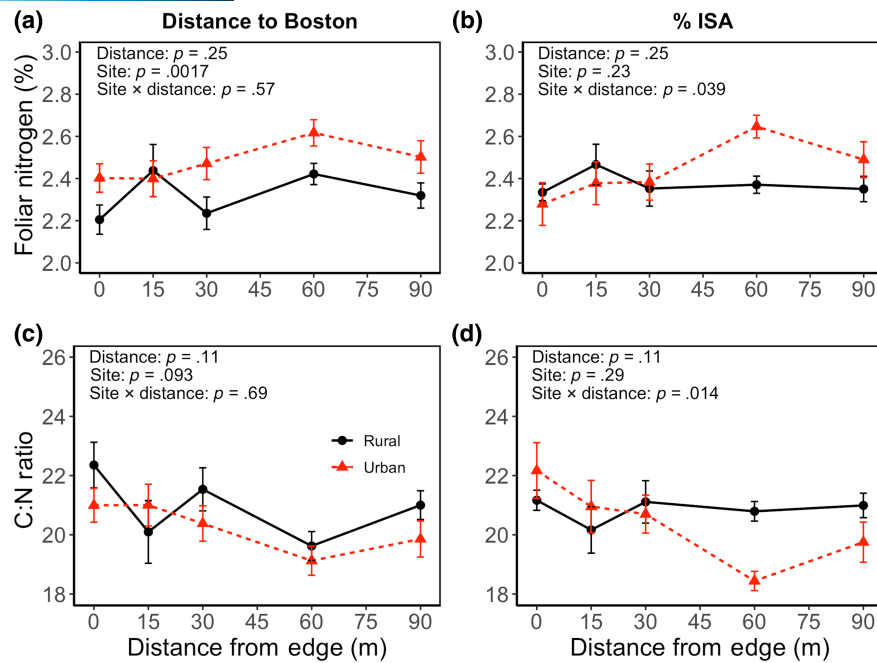 (a) Distance to Boston
(b) % ISA
Foliar nitrogen (%)
3.0
2.8
2.6
2.4
2.2
2.0
Distance: p = .25
Site: p = .0017
Site × distance: p = .57
0 15 30 45 60 75 90
3.0
2.8
2.6
2.4
2.2
2.0
Distance: p = .25
Site: p = .23
Site × distance: p = .039
0 15 30 45 60 75 90
(c)
C:N ratio
26
24
22
20
18
Distance: p = .11
Site: p = .093
Site × distance: p = .69
Rural
Urban
0 15 30 45 60 75 90
Distance from edge (m)
(d)
26
24
22
20
18
Distance: p = .11
Site: p = .29
Site × distance: p = .014
0 15 30 45 60 75 90
Distance from edge (m)